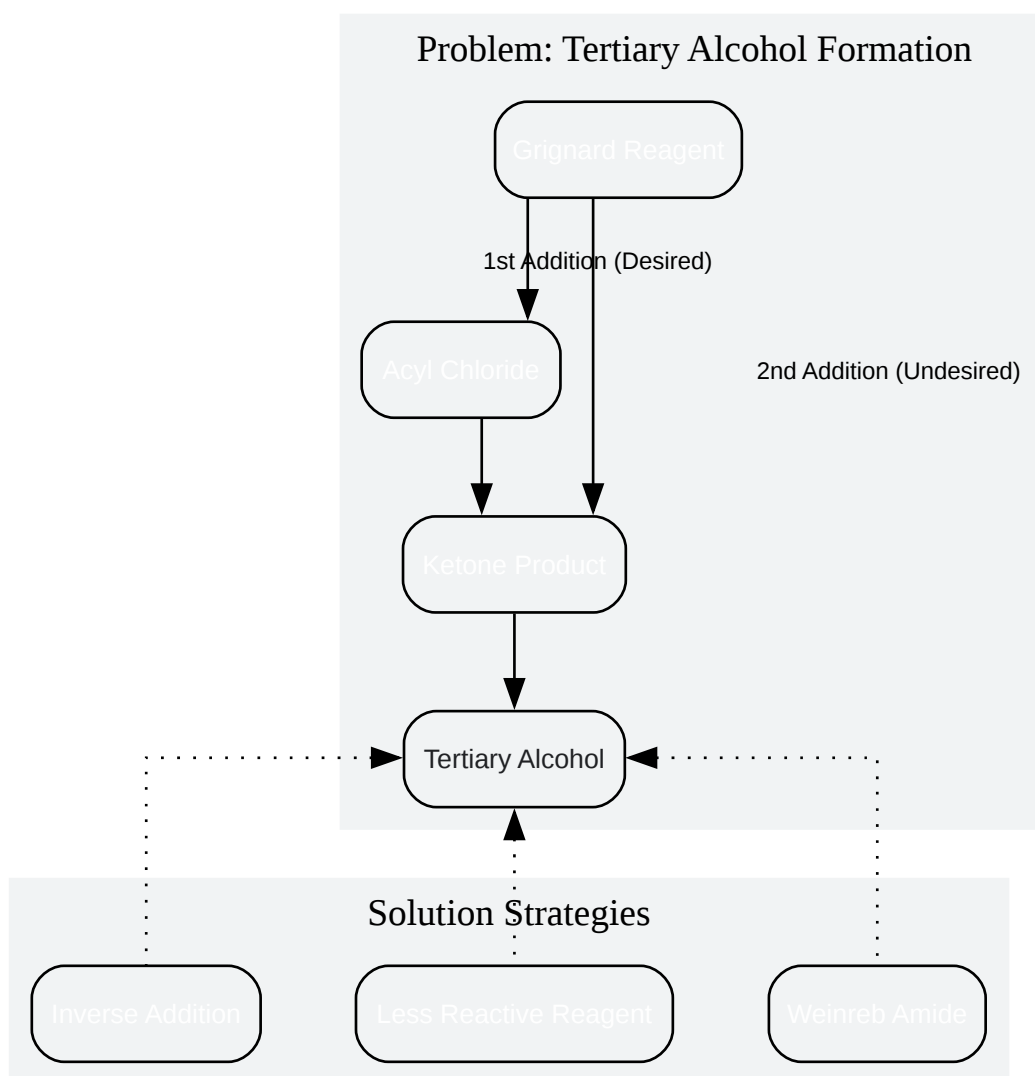 Problem: Tertiary Alcohol Formation
Grignard Reagent
1st Addition (Desired)
Acyl Chloride
2nd Addition (Undesired)
Ketone Product
Tertiary Alcohol
Solution Strategies
Inverse Addition
Less Reactive Reagent
Weinreb Amide